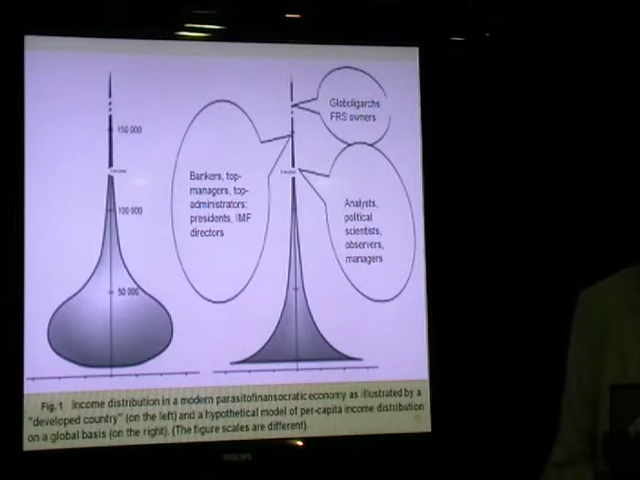 Globoligarchs
FRS owners
150 000
Bankers, top-
managers, top-
administrators:
presidents, IMF
directors
Analysts,
political
scientists,
observers,
managers
100 000
50 000
Fig. 1 Income distribution in a modern parasitofinansocratic economy as illustrated by a
"developed country" (on the left) and a hypothetical model of per-capita income distribution
on a global basis (on the right). (The figure scales are different)
PHILIPS